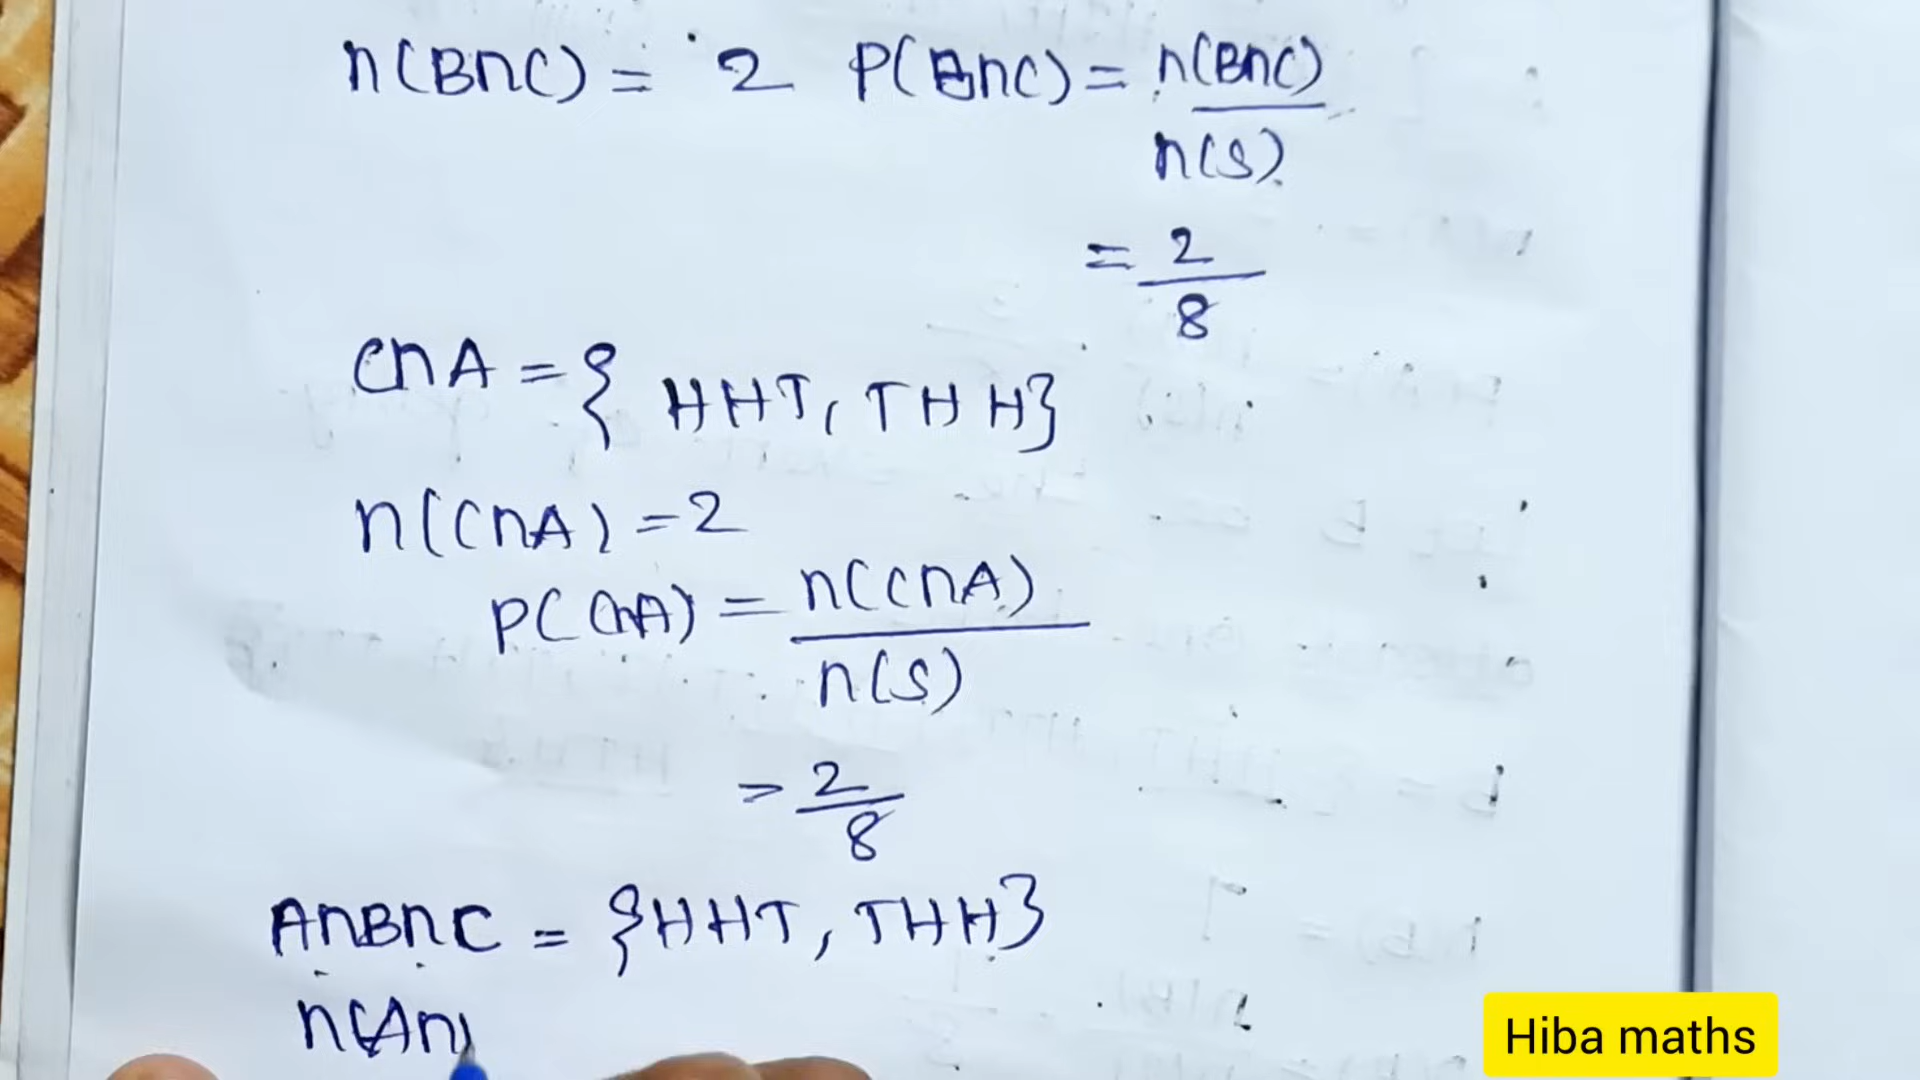 n(B∩C) = 2 P(B∩C) = n(B∩C)
n(S)
= 2
8
C∩A = { HHT, THH}
n(C∩A) = 2
P(C∩A) = n(C∩A)
n(S)
= 2
8
A∩B∩C = {HHT, THH}
n(A∩
Hiba maths